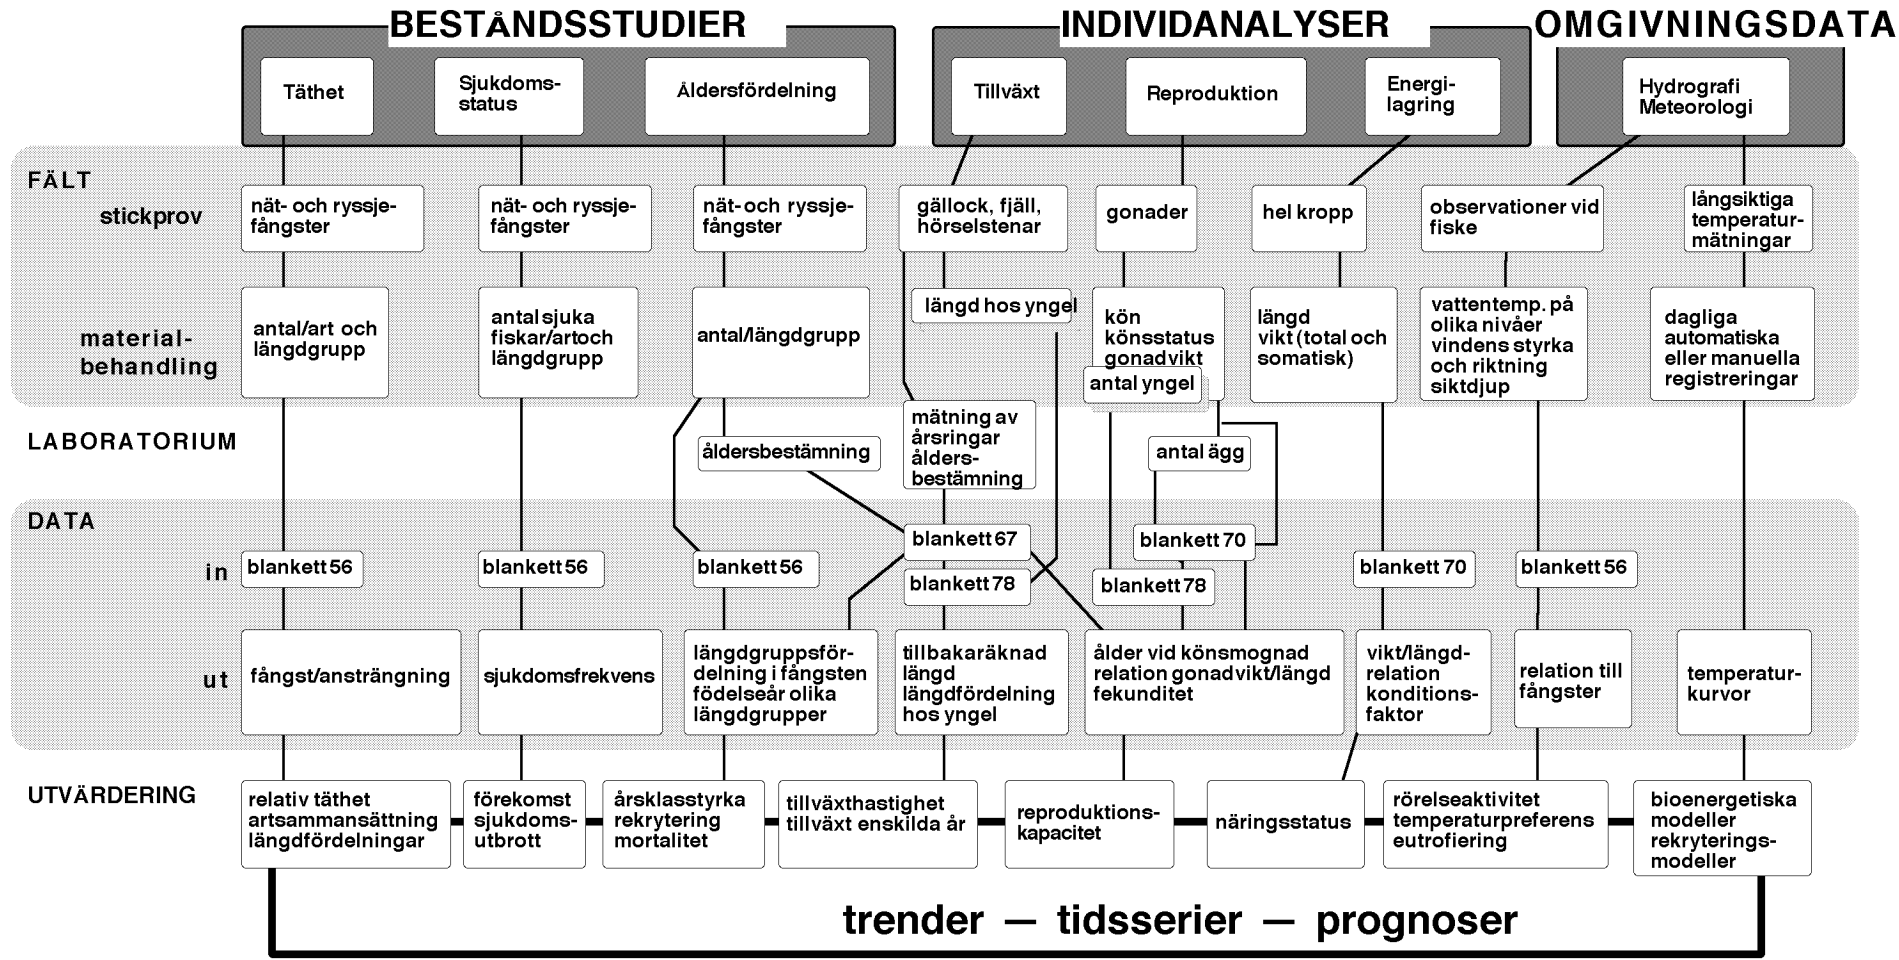 BESTÅNDSSTUDIER
INDIVIDANALYSER
OMGIVNINGSDATA
Täthet
Sjukdoms-
status
Åldersfördelning
Tillväxt
Reproduktion
Energi-
lagring
Hydrografi
Meteorologi
FÄLT
stickprov
nät- och ryssje-
fångster
nät- och ryssje-
fångster
nät- och ryssje-
fångster
gällock, fjäll,
hörselstenar
gonader
hel kropp
observationer vid
fiske
långsiktiga
temperatur-
mätningar
material-
behandling
antal/art och
längdgrupp
antal sjuka
fiskar/artoch
längdgrupp
antal/längdgrupp
längd hos yngel
kön
könsstatus
gonadvikt
antal yngel
längd
vikt (total och
somatisk)
vattentemp. på
olika nivåer
vindens styrka
och riktning
siktdjup
dagliga
automatiska
eller manuella
registreringar
LABORATORIUM
åldersbestämning
mätning av
årsringar
ålders-
bestämning
antal ägg
DATA
in
blankett 56
blankett 56
blankett 56
blankett 67
blankett 78
blankett 70
blankett 78
blankett 70
blankett 56
ut
fångst/ansträngning
sjukdomsfrekvens
längdgruppsför-
delning i fångsten
födelseår olika
längdgrupper
tillbakaräknad
längd
längdfördelning
hos yngel
ålder vid könsmognad
relation gonadvikt/längd
fekunditet
vikt/längd-
relation
konditions-
faktor
relation till
fångster
temperatur-
kurvor
UTVÄRDERING
relativ täthet
artsammansättning
längdfördelningar
förekomst
sjukdoms-
utbrott
årsklasstyrka
rekrytering
mortalitet
tillväxthastighet
tillväxt enskilda år
reproduktions-
kapacitet
näringsstatus
rörelseaktivitet
temperaturpreferens
eutrofiering
bioenergetiska
modeller
rekryterings-
modeller
trender — tidsserier — prognoser